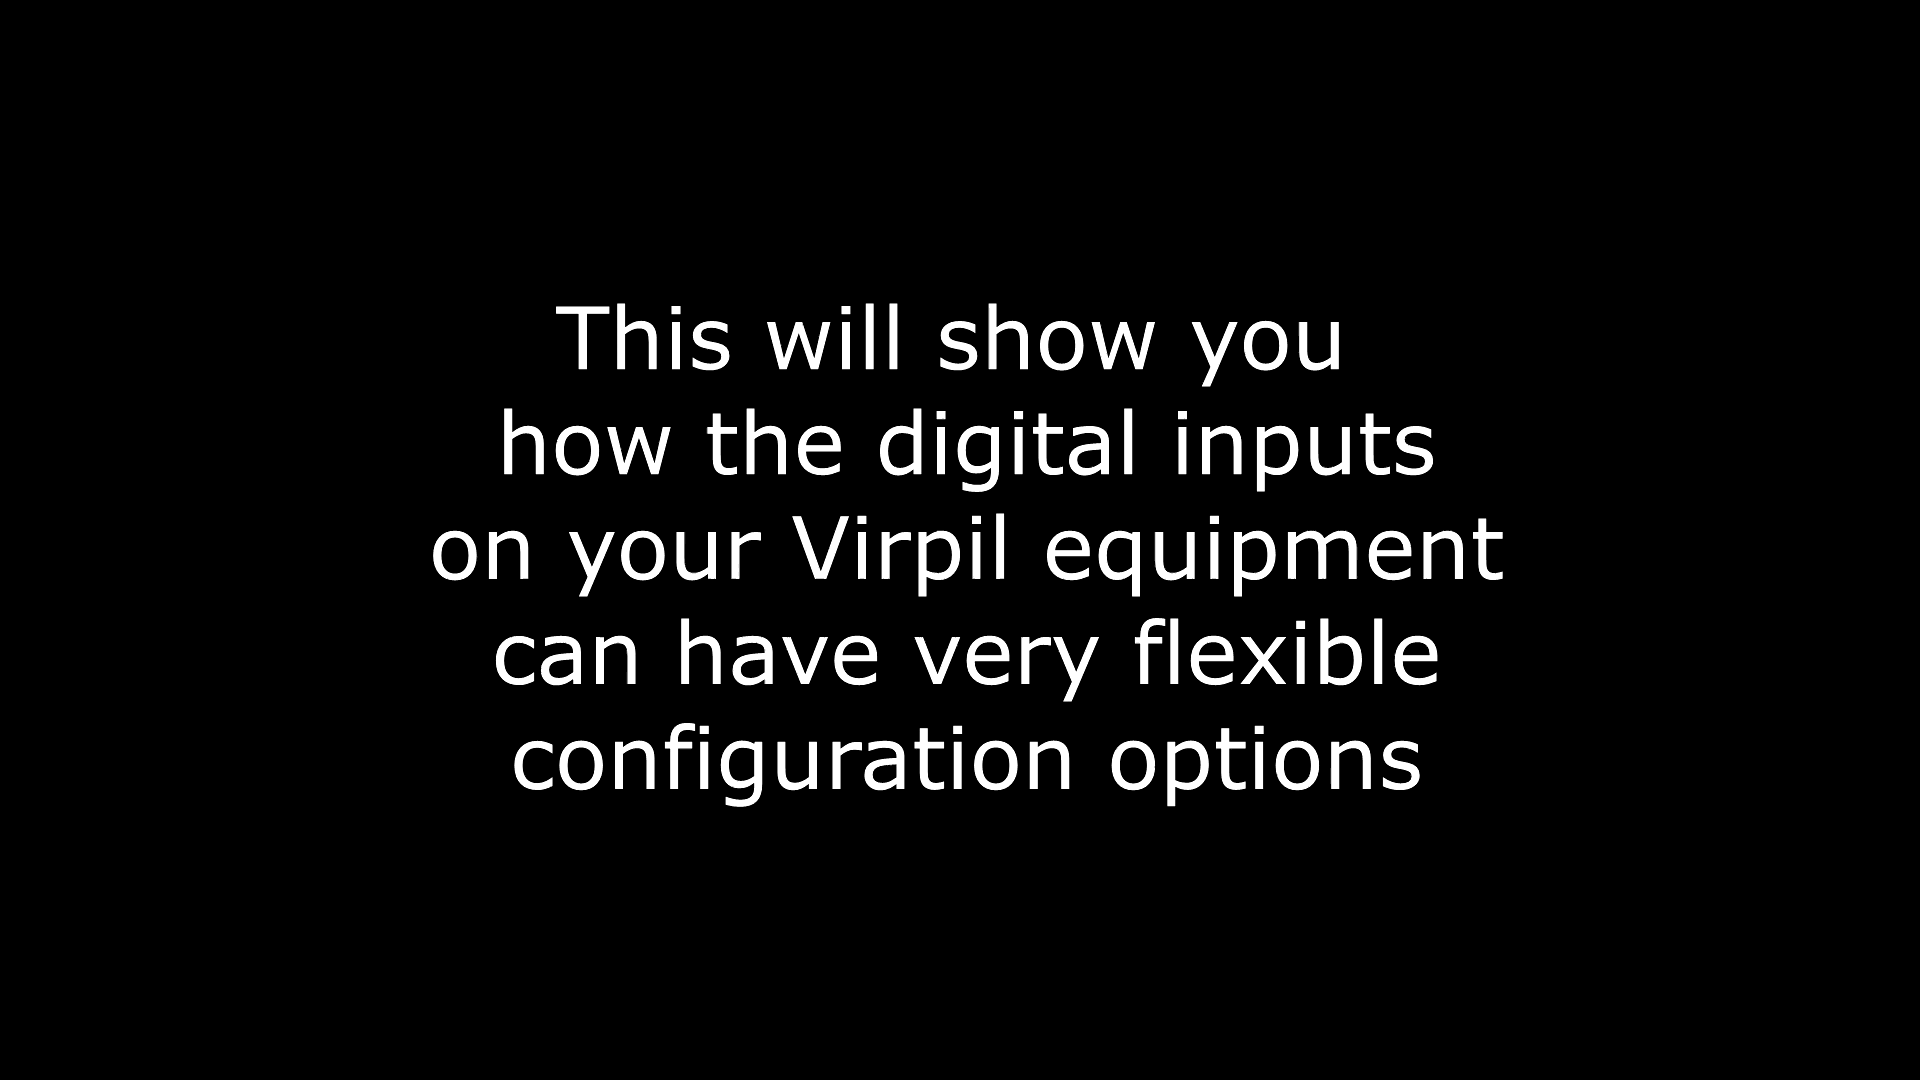 This will show you
how the digital inputs
on your Virpil equipment
can have very flexible
configuration options